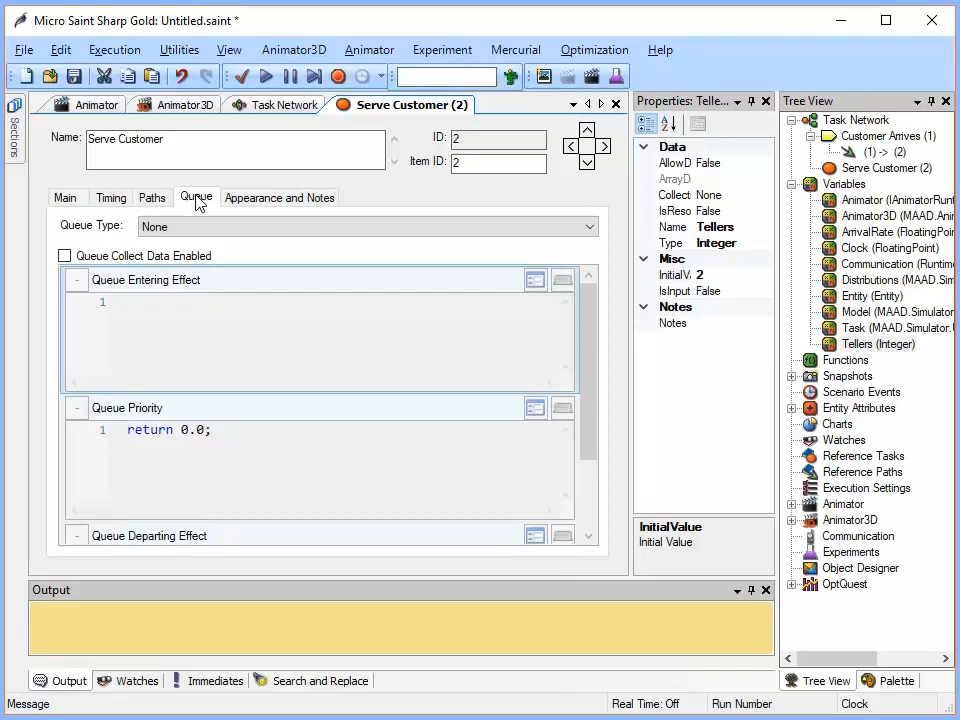 Micro Saint Sharp Gold: Untitled.saint *
File Edit Execution Utilities View Animator3D Animator Experiment Mercurial Optimization Help
Sections
Animator Animator3D Task Network Serve Customer (2)
Name: Serve Customer
ID: 2
Item ID: 2
Main Timing Paths Queue Appearance and Notes
Queue Type: None
Queue Collect Data Enabled
- Queue Entering Effect
1
- Queue Priority
1 return 0.0;
- Queue Departing Effect
Properties: Telle...
Data
AllowD False
ArrayD
Collect None
IsReso False
Name Tellers
Type Integer
Misc
InitialV 2
IsInput False
Notes
Notes
InitialValue
Initial Value
Tree View
Task Network
Customer Arrives (1)
(1) -> (2)
Serve Customer (2)
Variables
Animator (IAnimatorRun
Animator3D (MAAD.Ani
ArrivalRate (FloatingPoi
Clock (FloatingPoint)
Communication (Runtim
Distributions (MAAD.Sim
Entity (Entity)
Model (MAAD.Simulator
Task (MAAD.Simulator.
Tellers (Integer)
Functions
Snapshots
Scenario Events
Entity Attributes
Charts
Watches
Reference Tasks
Reference Paths
Execution Settings
Animator
Animator3D
Communication
Experiments
Object Designer
OptQuest
Output
Output Watches Immediates Search and Replace
Tree View Palette
Message Real Time: Off Run Number Clock